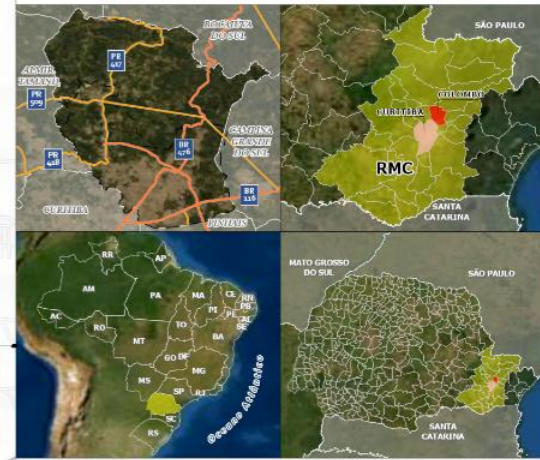 BOCAIÚVA
DO SUL
ALMIR.
TAMAND.
PR
417
PR
509
PR
418
BR
476
BR
116
CAMPINA
GRANDE
DO SUL
CURITIBA
PINHAIS
SÃO PAULO
COLOMBO
CURITIBA
RMC
SANTA
CATARINA
RR
AP
AM
PA
MA
CE
RN
PB
PE
AL
SE
PI
AC
RO
TO
BA
MT
GO
DF
MG
MS
SP
RJ
SC
RS
Oceano Atlântico
MATO GROSSO
DO SUL
SÃO PAULO
SANTA
CATARINA